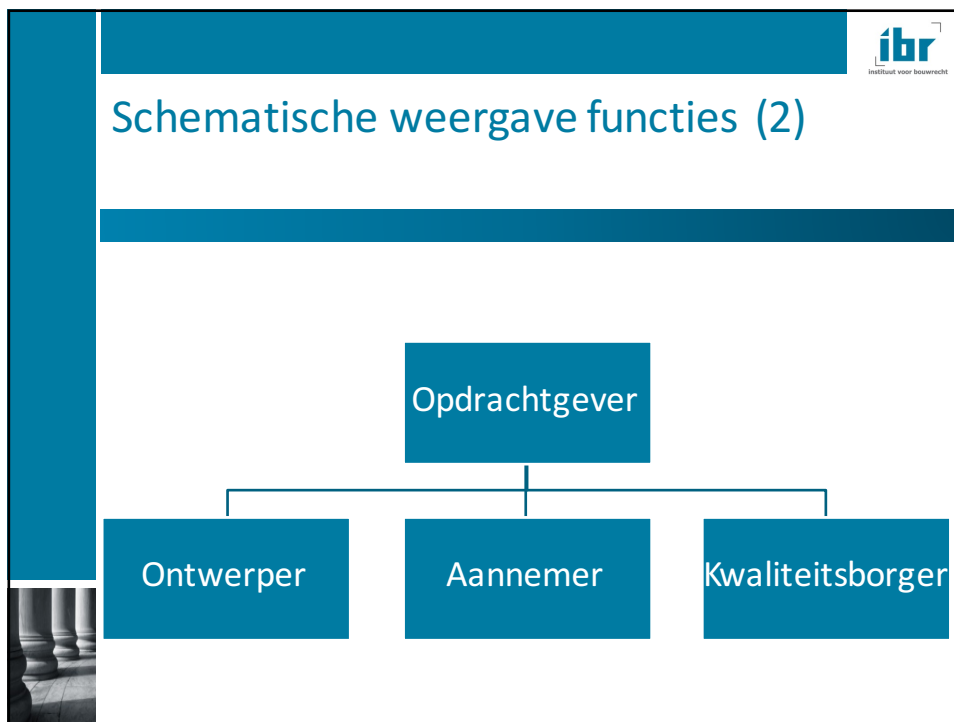 ibr
instituut voor bouwrecht
Schematische weergave functies (2)
Opdrachtgever
Ontwerper
Aannemer
Kwaliteitsborger